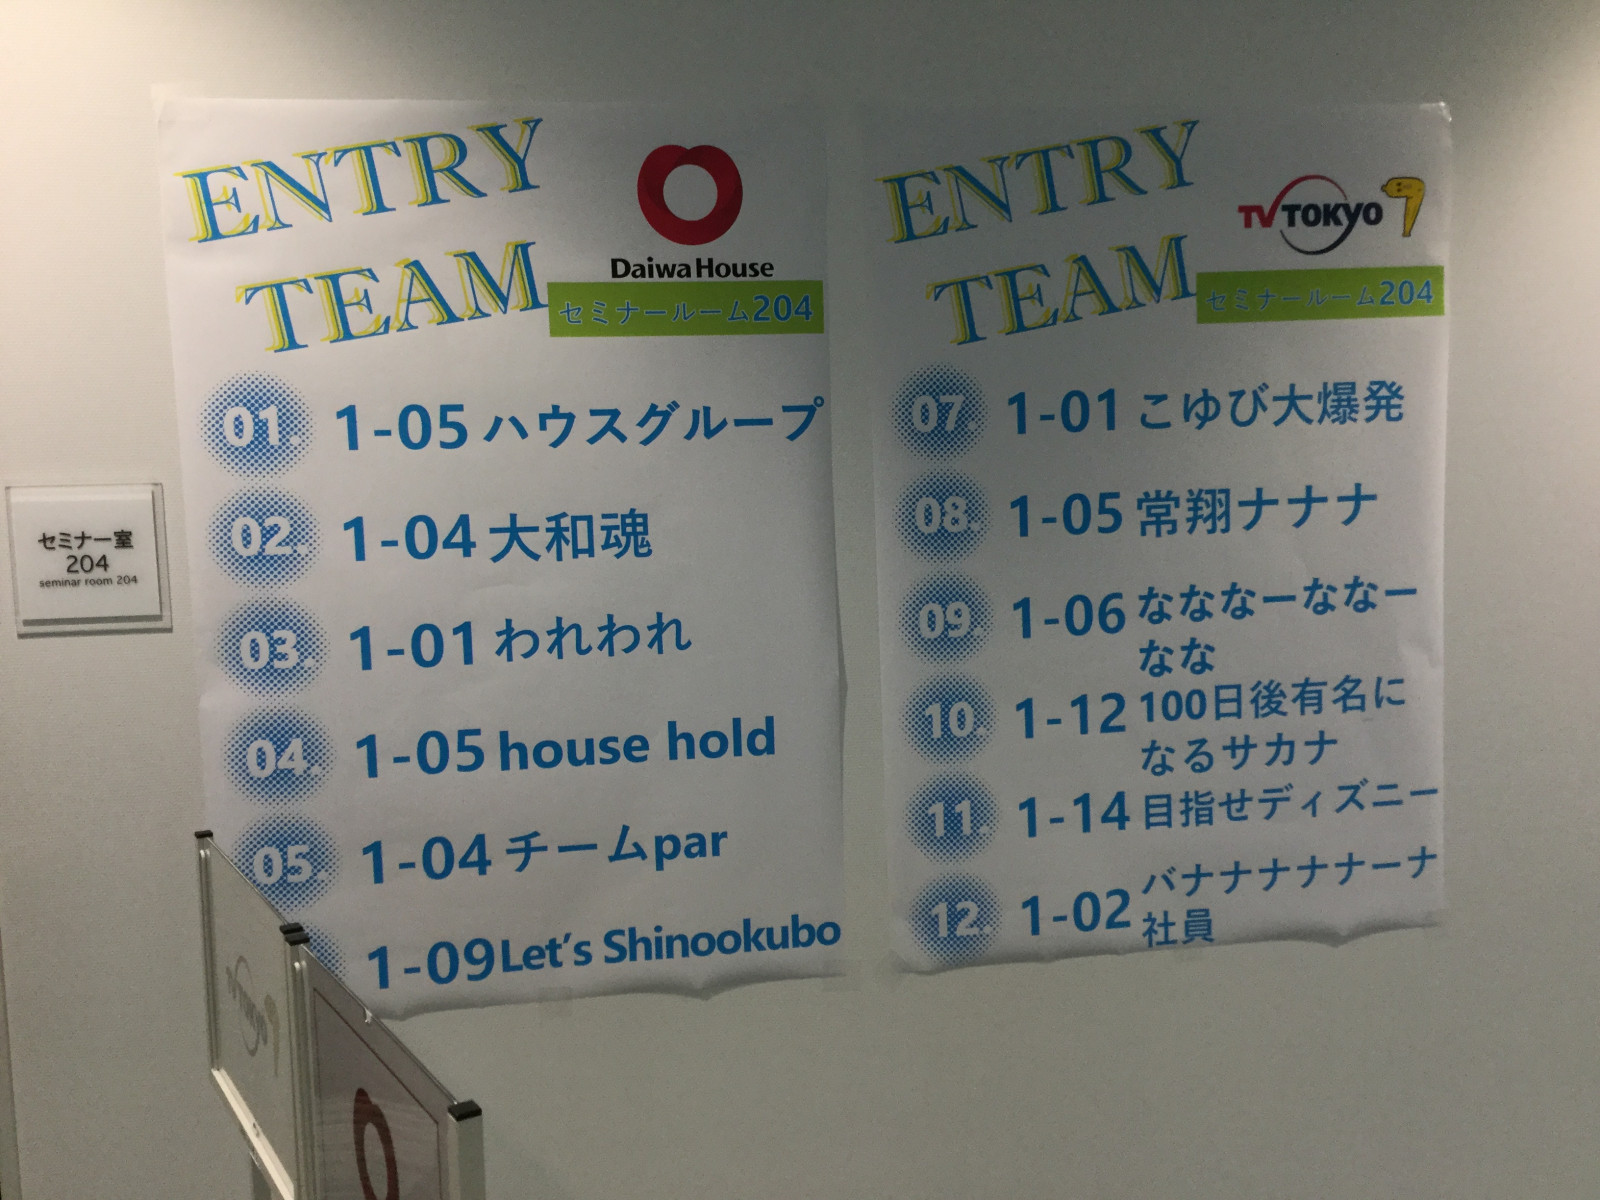 セミナー室
204
seminar room 204
ENTRY
TEAM
Daiwa House
セミナールーム204
01. 1-05 ハウスグループ
02. 1-04 大和魂
03. 1-01 われわれ
04. 1-05 house hold
05. 1-04 チームpar
1-09 Let's Shinookubo
ENTRY
TEAM
TV TOKYO
セミナールーム204
07. 1-01 こゆび大爆発
08. 1-05 常翔ナナナ
09. 1-06 なななーななー
なな
10. 1-12 100日後有名に
なるサカナ
11. 1-14 目指せディズニー
12. 1-02 バナナナナナーナ
社員
TV TOKYO